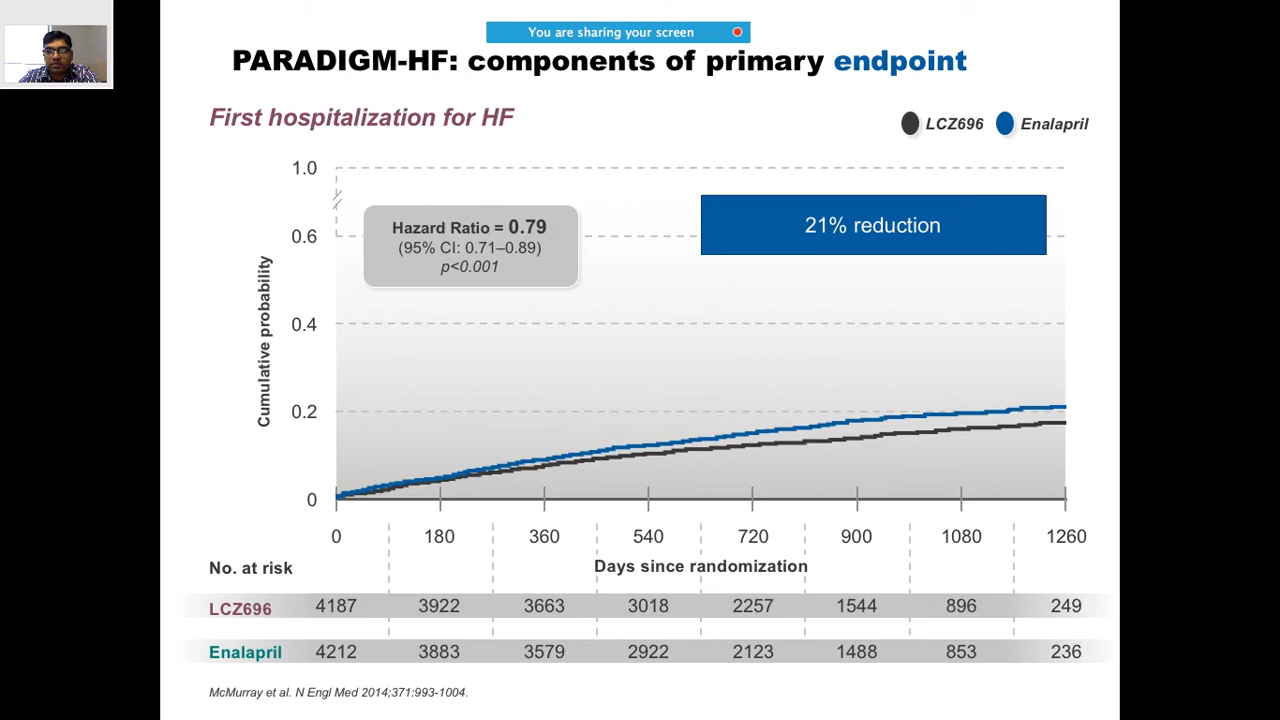 You are sharing your screen
PARADIGM-HF: components of primary endpoint
First hospitalization for HF
LCZ696 Enalapril
1.0
0.6
0.4
0.2
0
Cumulative probability
Hazard Ratio = 0.79
(95% CI: 0.71–0.89)
p<0.001
21% reduction
0 180 360 540 720 900 1080 1260
Days since randomization
No. at risk
LCZ696 4187 3922 3663 3018 2257 1544 896 249
Enalapril 4212 3883 3579 2922 2123 1488 853 236
McMurray et al. N Engl Med 2014;371:993-1004.